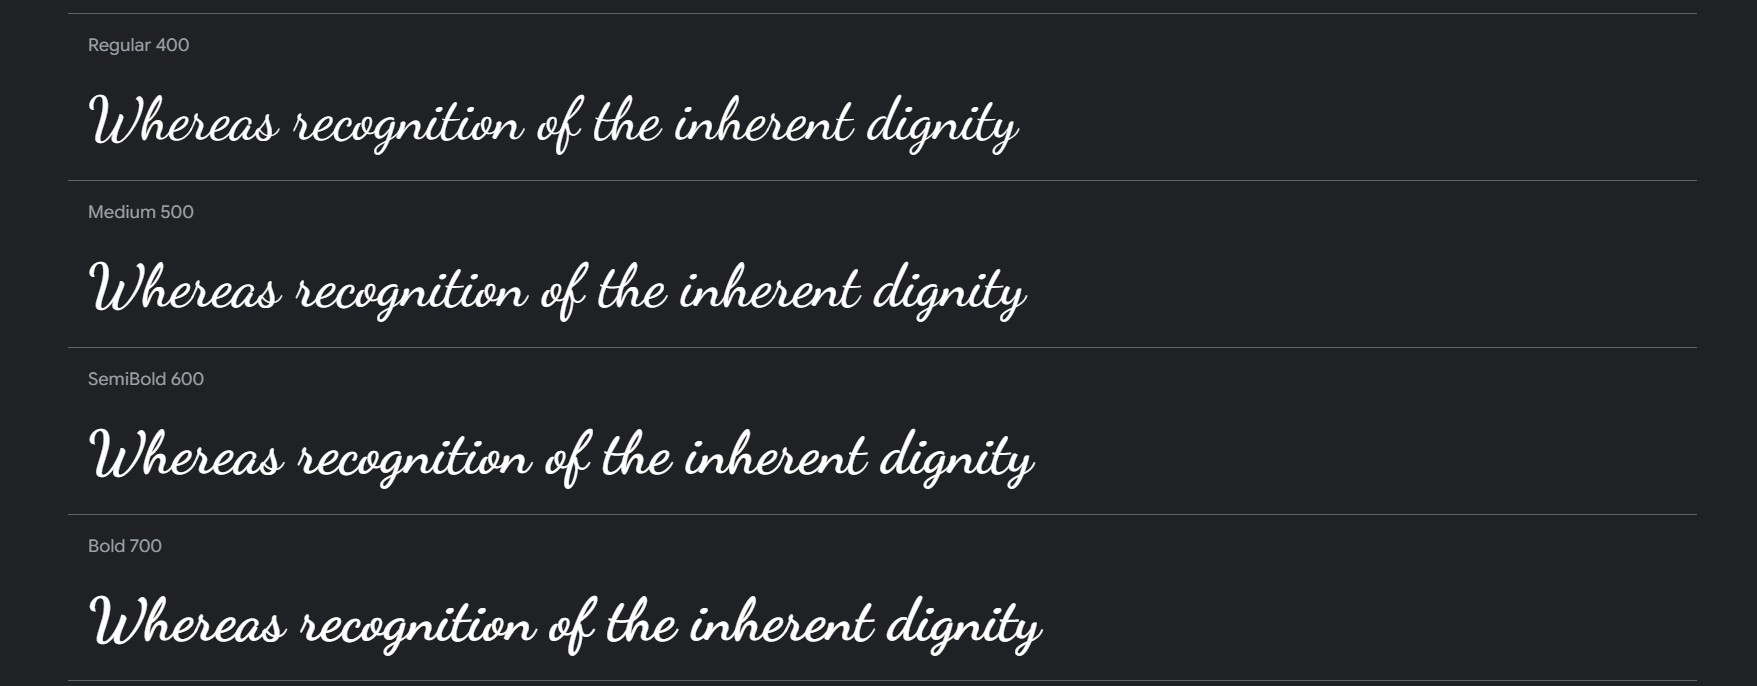 Regular 400
Whereas recognition of the inherent dignity
Medium 500
Whereas recognition of the inherent dignity
SemiBold 600
Whereas recognition of the inherent dignity
Bold 700
Whereas recognition of the inherent dignity